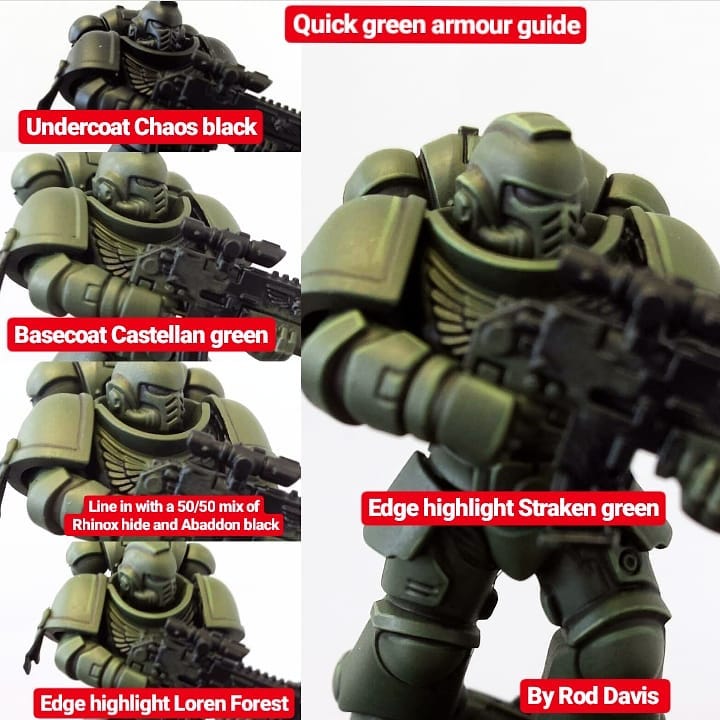 Quick green armour guide
Undercoat Chaos black
Basecoat Castellan green
Line in with a 50/50 mix of
Rhinox hide and Abaddon black
Edge highlight Loren Forest
Edge highlight Straken green
By Rod Davis